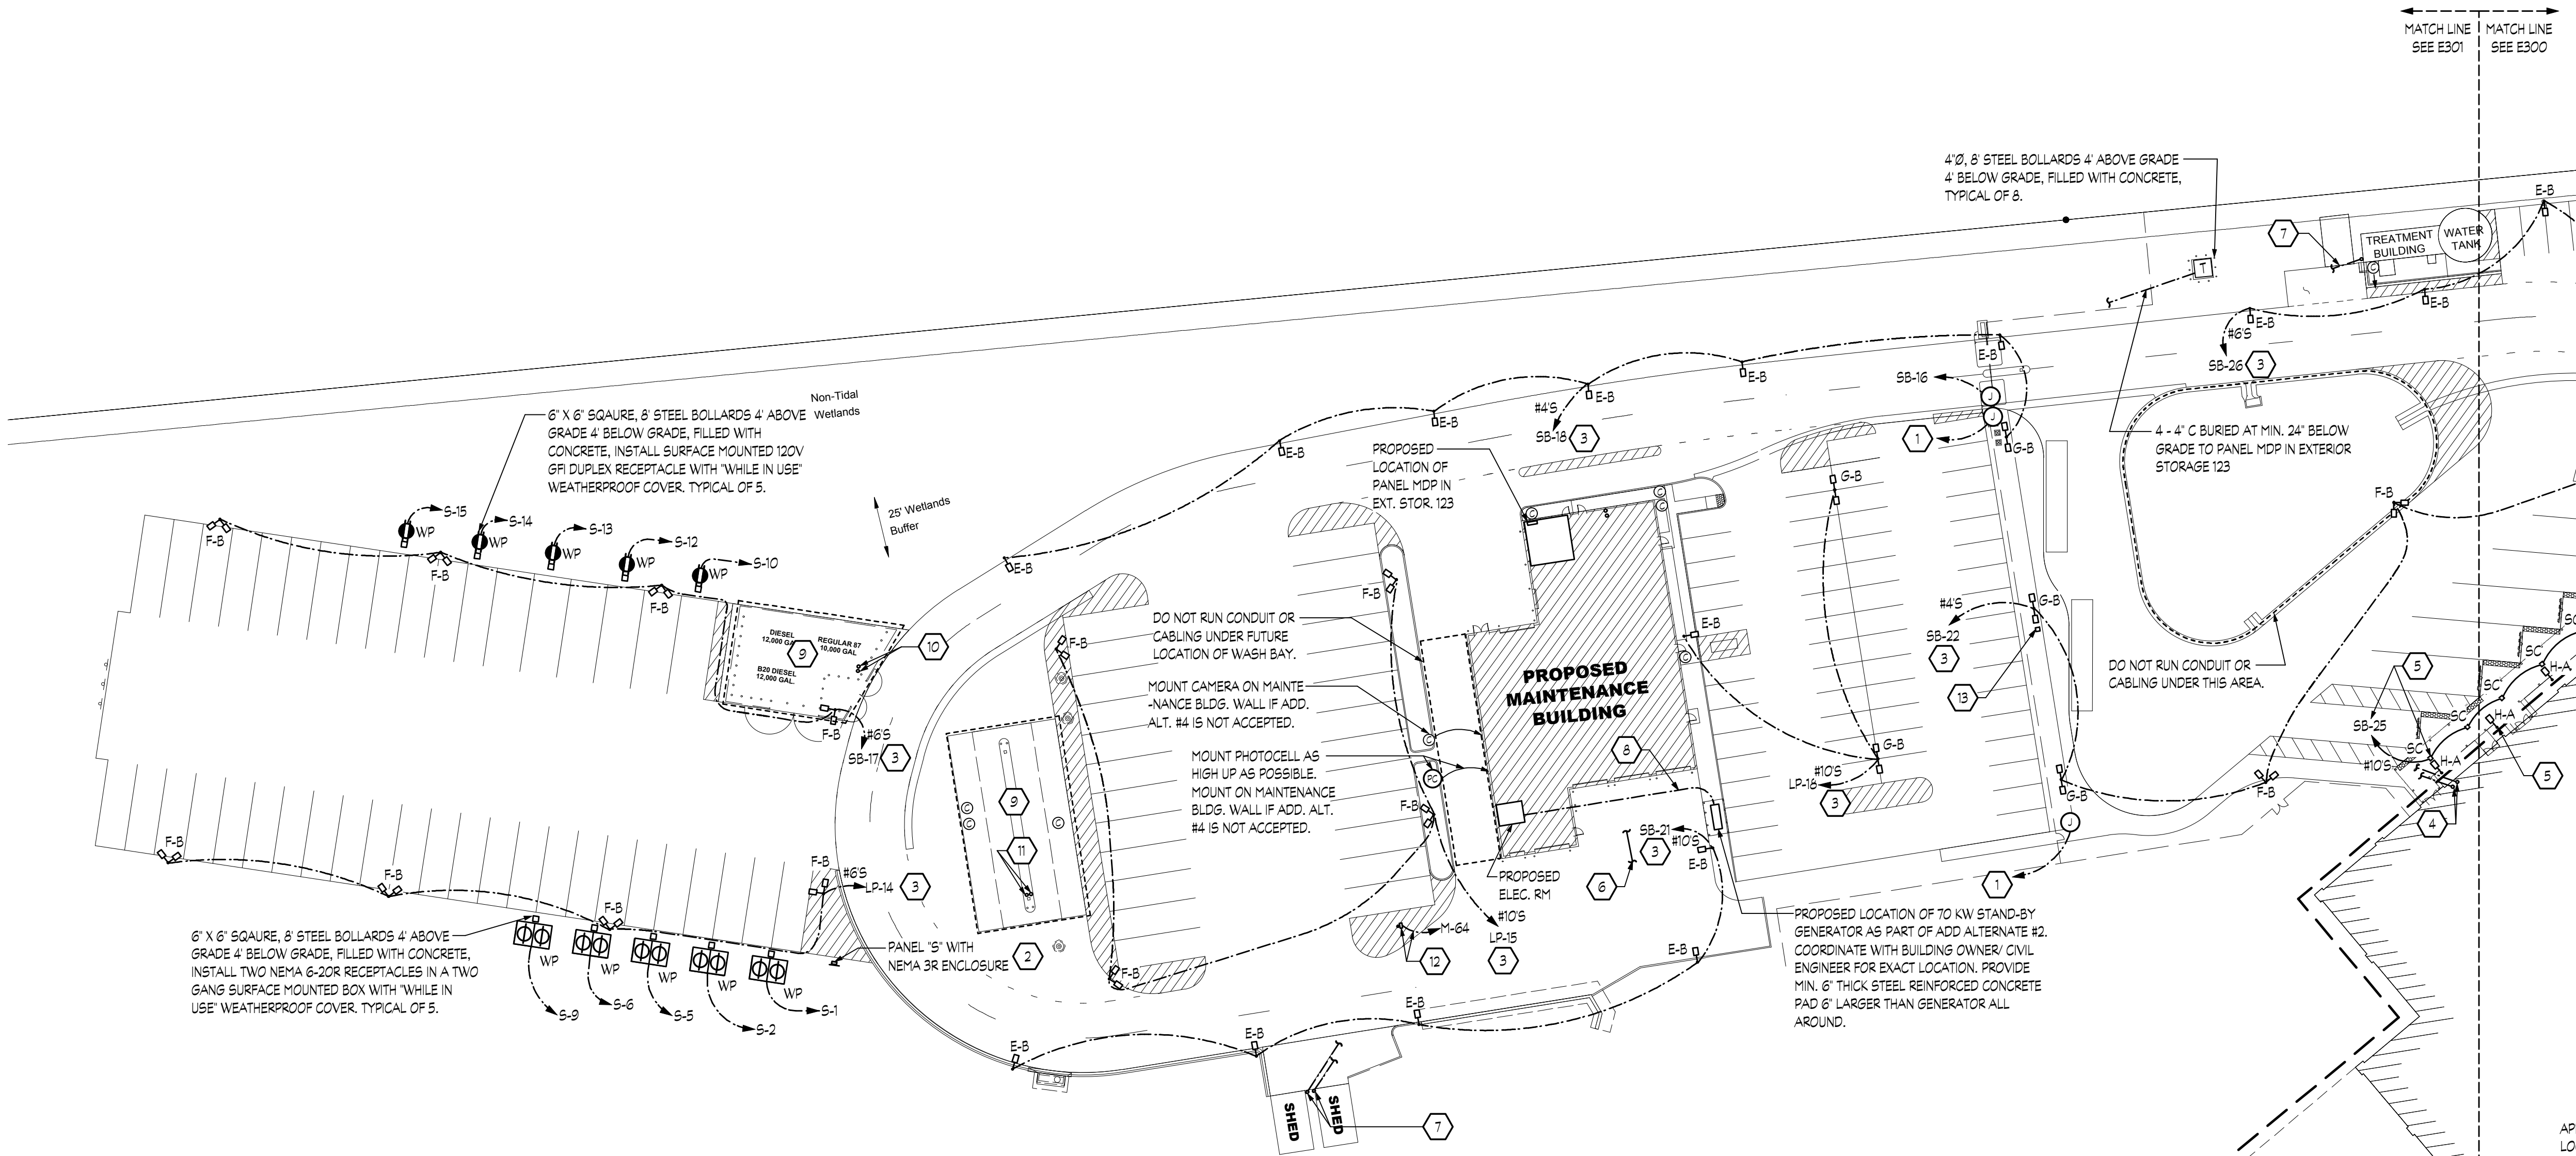 MATCH LINE
SEE E301
MATCH LINE
SEE E300
4"Ø, 8' STEEL BOLLARDS 4' ABOVE GRADE
4' BELOW GRADE, FILLED WITH CONCRETE,
TYPICAL OF 8.
E-B
7
TREATMENT
BUILDING
WATER
TANK
C
T
E-B
E-B
#6'S
SB-26
3
E-B
SB-16
J
J
1
G-B
4 - 4" C BURIED AT MIN. 24" BELOW
GRADE TO PANEL MDP IN EXTERIOR
STORAGE 123
F-B
E-B
E-B
#4'S
SB-18
3
E-B
E-B
E-B
Non-Tidal
Wetlands
25' Wetlands
Buffer
6" X 6" SQAURE, 8' STEEL BOLLARDS 4' ABOVE
GRADE 4' BELOW GRADE, FILLED WITH
CONCRETE, INSTALL SURFACE MOUNTED 120V
GFI DUPLEX RECEPTACLE WITH "WHILE IN USE"
WEATHERPROOF COVER. TYPICAL OF 5.
PROPOSED
LOCATION OF
PANEL MDP IN
EXT. STOR. 123
C
C
C
G-B
F-B
S-15
WP
F-B
S-14
WP
S-13
WP
S-12
WP
F-B
S-10
WP
DIESEL
12,000 GAL
REGULAR 87
10,000 GAL
B20 DIESEL
12,000 GAL.
9
10
F-B
#6'S
SB-17
3
F-B
F-B
DO NOT RUN CONDUIT OR
CABLING UNDER FUTURE
LOCATION OF WASH BAY.
MOUNT CAMERA ON MAINTE
-NANCE BLDG. WALL IF ADD.
ALT. #4 IS NOT ACCEPTED.
C
MOUNT PHOTOCELL AS
HIGH UP AS POSSIBLE.
MOUNT ON MAINTENANCE
BLDG. WALL IF ADD. ALT.
#4 IS NOT ACCEPTED.
PC
F-B
PROPOSED
MAINTENANCE
BUILDING
E-B
C
8
#4'S
SB-22
3
G-B
13
DO NOT RUN CONDUIT OR
CABLING UNDER THIS AREA.
G-B
#10'S
LP-18
3
G-B
J
1
F-B
SB-25
#10'S
5
4
5
SC
SC
SC
SC
SC
H-A
H-A
H-A
9
11
C
C
C
SB-21
3
#10'S
E-B
6
PROPOSED
ELEC. RM
#10'S
LP-15
3
M-64
12
F-B
E-B
PROPOSED LOCATION OF 70 KW STAND-BY
GENERATOR AS PART OF ADD ALTERNATE #2.
COORDINATE WITH BUILDING OWNER/ CIVIL
ENGINEER FOR EXACT LOCATION. PROVIDE
MIN. 6" THICK STEEL REINFORCED CONCRETE
PAD 6" LARGER THAN GENERATOR ALL
AROUND.
F-B
F-B
F-B
F-B
#6'S
LP-14
3
6" X 6" SQAURE, 8' STEEL BOLLARDS 4' ABOVE
GRADE 4' BELOW GRADE, FILLED WITH CONCRETE,
INSTALL TWO NEMA 6-20R RECEPTACLES IN A TWO
GANG SURFACE MOUNTED BOX WITH "WHILE IN
USE" WEATHERPROOF COVER. TYPICAL OF 5.
WP
WP
WP
WP
WP
S-9
S-6
S-5
S-2
S-1
PANEL "S" WITH
NEMA 3R ENCLOSURE
2
E-B
E-B
E-B
SHED
SHED
7
AP
LO